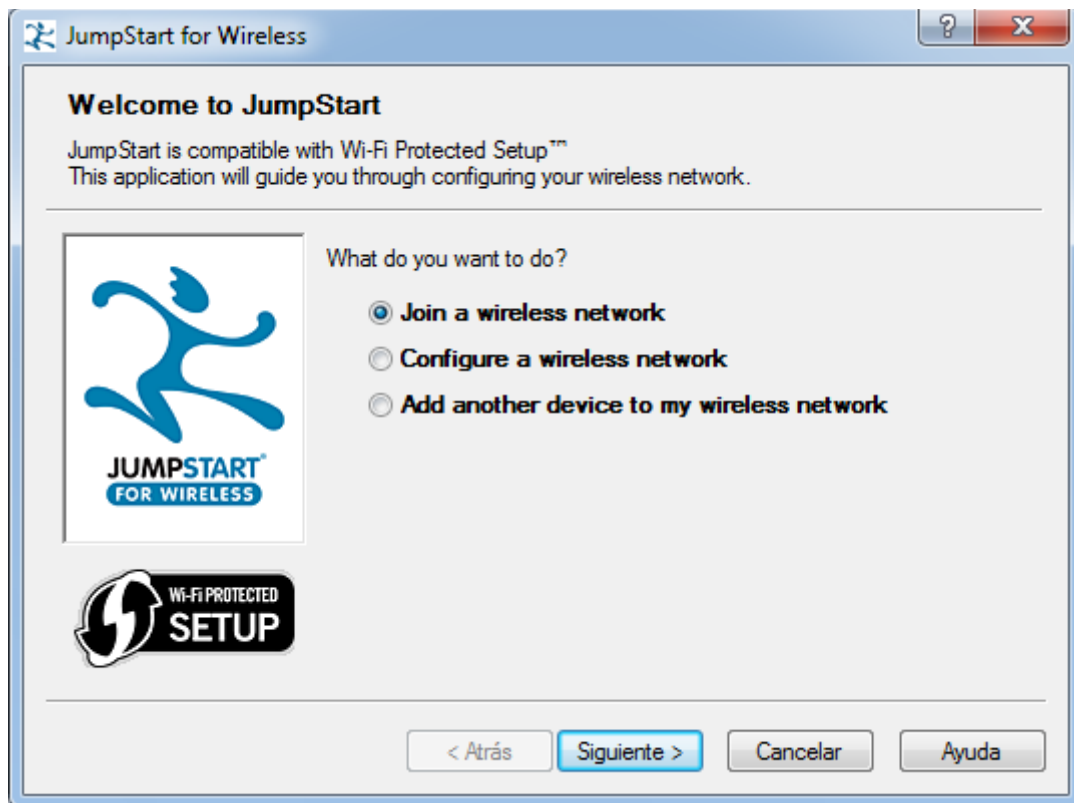 JumpStart for Wireless
Welcome to JumpStart
JumpStart is compatible with Wi-Fi Protected Setup™
This application will guide you through configuring your wireless network.
What do you want to do?
Join a wireless network
Configure a wireless network
Add another device to my wireless network
JUMPSTART®
FOR WIRELESS
Wi-Fi PROTECTED
SETUP
< Atrás
Siguiente >
Cancelar
Ayuda